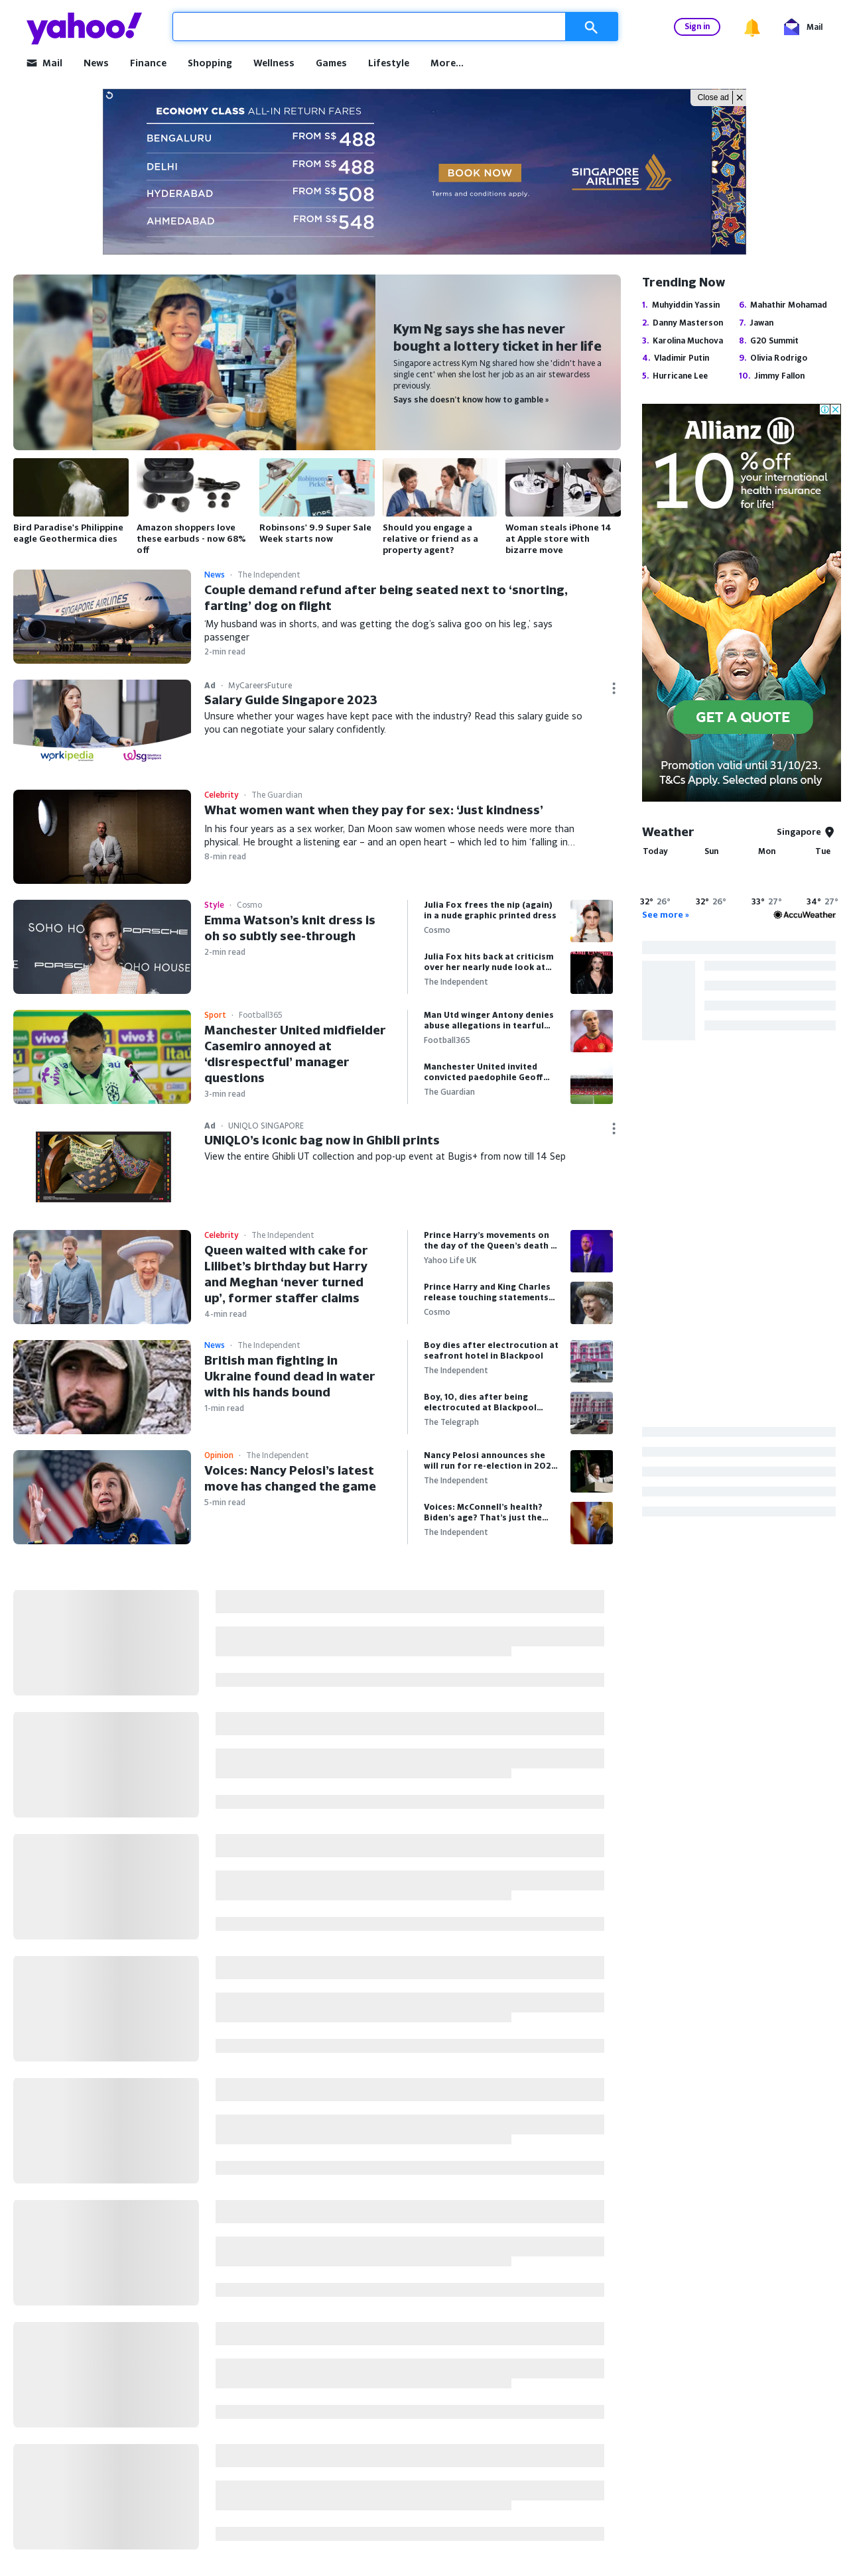 yahoo!
Sign in
Mail
Mail
News
Finance
Shopping
Wellness
Games
Lifestyle
More...
Close ad
ECONOMY CLASS ALL-IN RETURN FARES
BENGALURU FROM S$ 488
DELHI FROM S$ 488
HYDERABAD FROM S$ 508
AHMEDABAD FROM S$ 548
BOOK NOW
Terms and conditions apply.
SINGAPORE
AIRLINES
Kym Ng says she has never
bought a lottery ticket in her life
Singapore actress Kym Ng shared how she 'didn't have a
single cent' when she lost her job as an air stewardess
previously.
Says she doesn't know how to gamble »
Bird Paradise's Philippine
eagle Geothermica dies
Amazon shoppers love
these earbuds - now 68%
off
Robinsons' 9.9 Super Sale
Week starts now
Should you engage a
relative or friend as a
property agent?
Woman steals iPhone 14
at Apple store with
bizarre move
Trending Now
1. Muhyiddin Yassin
2. Danny Masterson
3. Karolina Muchova
4. Vladimir Putin
5. Hurricane Lee
6. Mahathir Mohamad
7. Jawan
8. G20 Summit
9. Olivia Rodrigo
10. Jimmy Fallon
Allianz
10 % off
your international
health insurance
for life!
GET A QUOTE
Promotion valid until 31/10/23.
T&Cs Apply. Selected plans only
SINGAPORE AIRLINES
News · The Independent
Couple demand refund after being seated next to ‘snorting,
farting’ dog on flight
‘My husband was in shorts, and was getting the dog’s saliva goo on his leg,’ says
passenger
2-min read
workipedia
wsg
Ad · MyCareersFuture
Salary Guide Singapore 2023
Unsure whether your wages have kept pace with the industry? Read this salary guide so
you can negotiate your salary confidently.
Celebrity · The Guardian
What women want when they pay for sex: ‘Just kindness’
In his four years as a sex worker, Dan Moon saw women whose needs were more than
physical. He brought a listening ear – and an open heart – which led to him ‘falling in...
8-min read
Weather
Singapore
Today Sun Mon Tue
32° 26° 32° 26° 33° 27° 34° 27°
See more »
AccuWeather
SOHO HO
PORSCHE
PORSCHE
SOHO HOUSE
Style · Cosmo
Emma Watson’s knit dress is
oh so subtly see-through
2-min read
Julia Fox frees the nip (again)
in a nude graphic printed dress
Cosmo
Julia Fox hits back at criticism
over her nearly nude look at...
The Independent
vivo
Itaú
Sport · Football365
Manchester United midfielder
Casemiro annoyed at
‘disrespectful’ manager
questions
3-min read
Man Utd winger Antony denies
abuse allegations in tearful...
Football365
Manchester United invited
convicted paedophile Geoff...
The Guardian
Ad · UNIQLO SINGAPORE
UNIQLO’s iconic bag now in Ghibli prints
View the entire Ghibli UT collection and pop-up event at Bugis+ from now till 14 Sep
Celebrity · The Independent
Queen waited with cake for
Lilibet’s birthday but Harry
and Meghan ‘never turned
up’, former staffer claims
4-min read
Prince Harry’s movements on
the day of the Queen’s death ...
Yahoo Life UK
Prince Harry and King Charles
release touching statements...
Cosmo
News · The Independent
British man fighting in
Ukraine found dead in water
with his hands bound
1-min read
Boy dies after electrocution at
seafront hotel in Blackpool
The Independent
Boy, 10, dies after being
electrocuted at Blackpool...
The Telegraph
Opinion · The Independent
Voices: Nancy Pelosi’s latest
move has changed the game
5-min read
Nancy Pelosi announces she
will run for re-election in 202...
The Independent
Voices: McConnell’s health?
Biden’s age? That’s just the...
The Independent